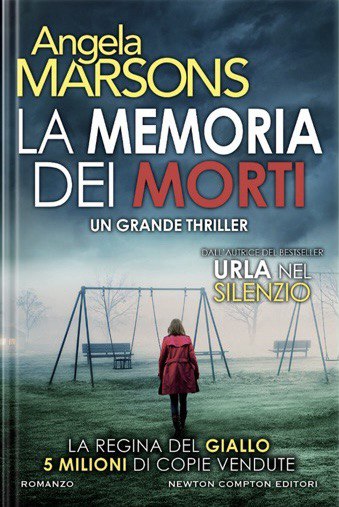 Angela
MARSONS
LA MEMORIA
DEI MORTI
UN GRANDE THRILLER
DALL'AUTRICE DEL BESTSELLER
URLA NEL
SILENZIO
LA REGINA DEL GIALLO
5 MILIONI DI COPIE VENDUTE
ROMANZO
NEWTON COMPTON EDITORI